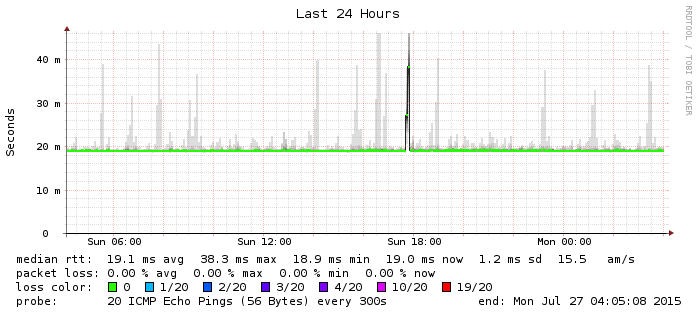 Last 24 Hours
RRDTOOL / TOBI OETIKER
Seconds
40 m
30 m
20 m
10 m
0
Sun 06:00 Sun 12:00 Sun 18:00 Mon 00:00
median rtt: 19.1 ms avg 38.3 ms max 18.9 ms min 19.0 ms now 1.2 ms sd 15.5 am/s
packet loss: 0.00 % avg 0.00 % max 0.00 % min 0.00 % now
loss color: 0 1/20 2/20 3/20 4/20 10/20 19/20
probe: 20 ICMP Echo Pings (56 Bytes) every 300s end: Mon Jul 27 04:05:08 2015